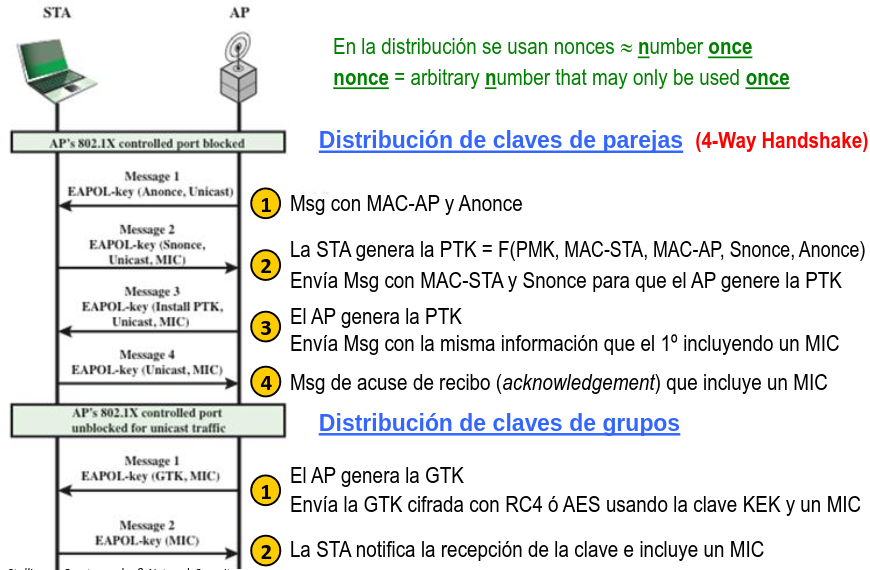 STA
AP
En la distribución se usan nonces ≈ number once
nonce = arbitrary number that may only be used once
AP's 802.1X controlled port blocked
Distribución de claves de parejas (4-Way Handshake)
Message 1
EAPOL-key (Anonce, Unicast)
1 Msg con MAC-AP y Anonce
Message 2
EAPOL-key (Snonce,
Unicast, MIC)
2
La STA genera la PTK = F(PMK, MAC-STA, MAC-AP, Snonce, Anonce)
Envía Msg con MAC-STA y Snonce para que el AP genere la PTK
Message 3
EAPOL-key (Install PTK,
Unicast, MIC)
3
El AP genera la PTK
Envía Msg con la misma información que el 1º incluyendo un MIC
Message 4
EAPOL-key (Unicast, MIC)
4 Msg de acuse de recibo (acknowledgement) que incluye un MIC
AP's 802.1X controlled port
unblocked for unicast traffic
Distribución de claves de grupos
Message 1
EAPOL-key (GTK, MIC)
1
El AP genera la GTK
Envía la GTK cifrada con RC4 ó AES usando la clave KEK y un MIC
Message 2
EAPOL-key (MIC)
2 La STA notifica la recepción de la clave e incluye un MIC